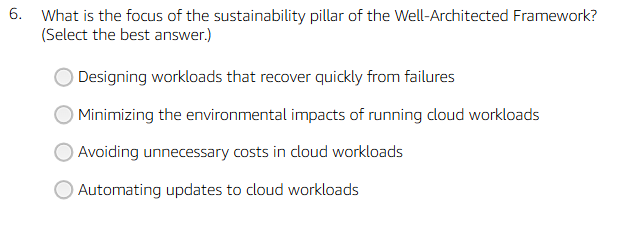 6. What is the focus of the sustainability pillar of the Well-Architected Framework?
(Select the best answer.)
Designing workloads that recover quickly from failures
Minimizing the environmental impacts of running cloud workloads
Avoiding unnecessary costs in cloud workloads
Automating updates to cloud workloads